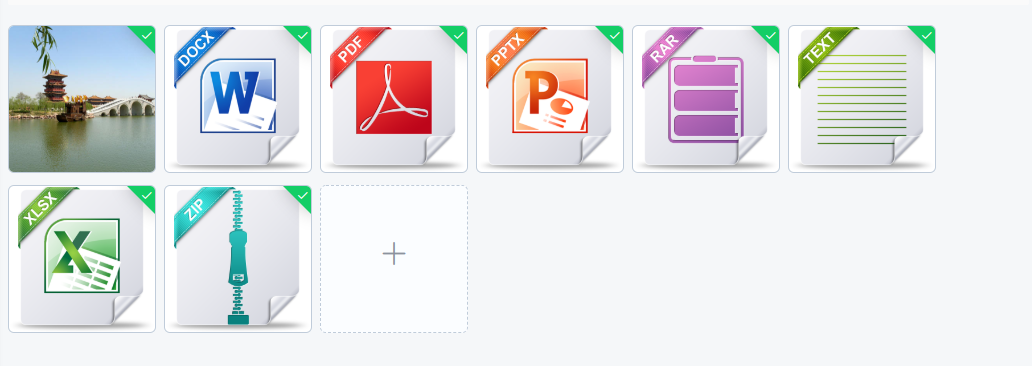 DOCX
PDF
PPTX
RAR
TEXT
XLSX
ZIP